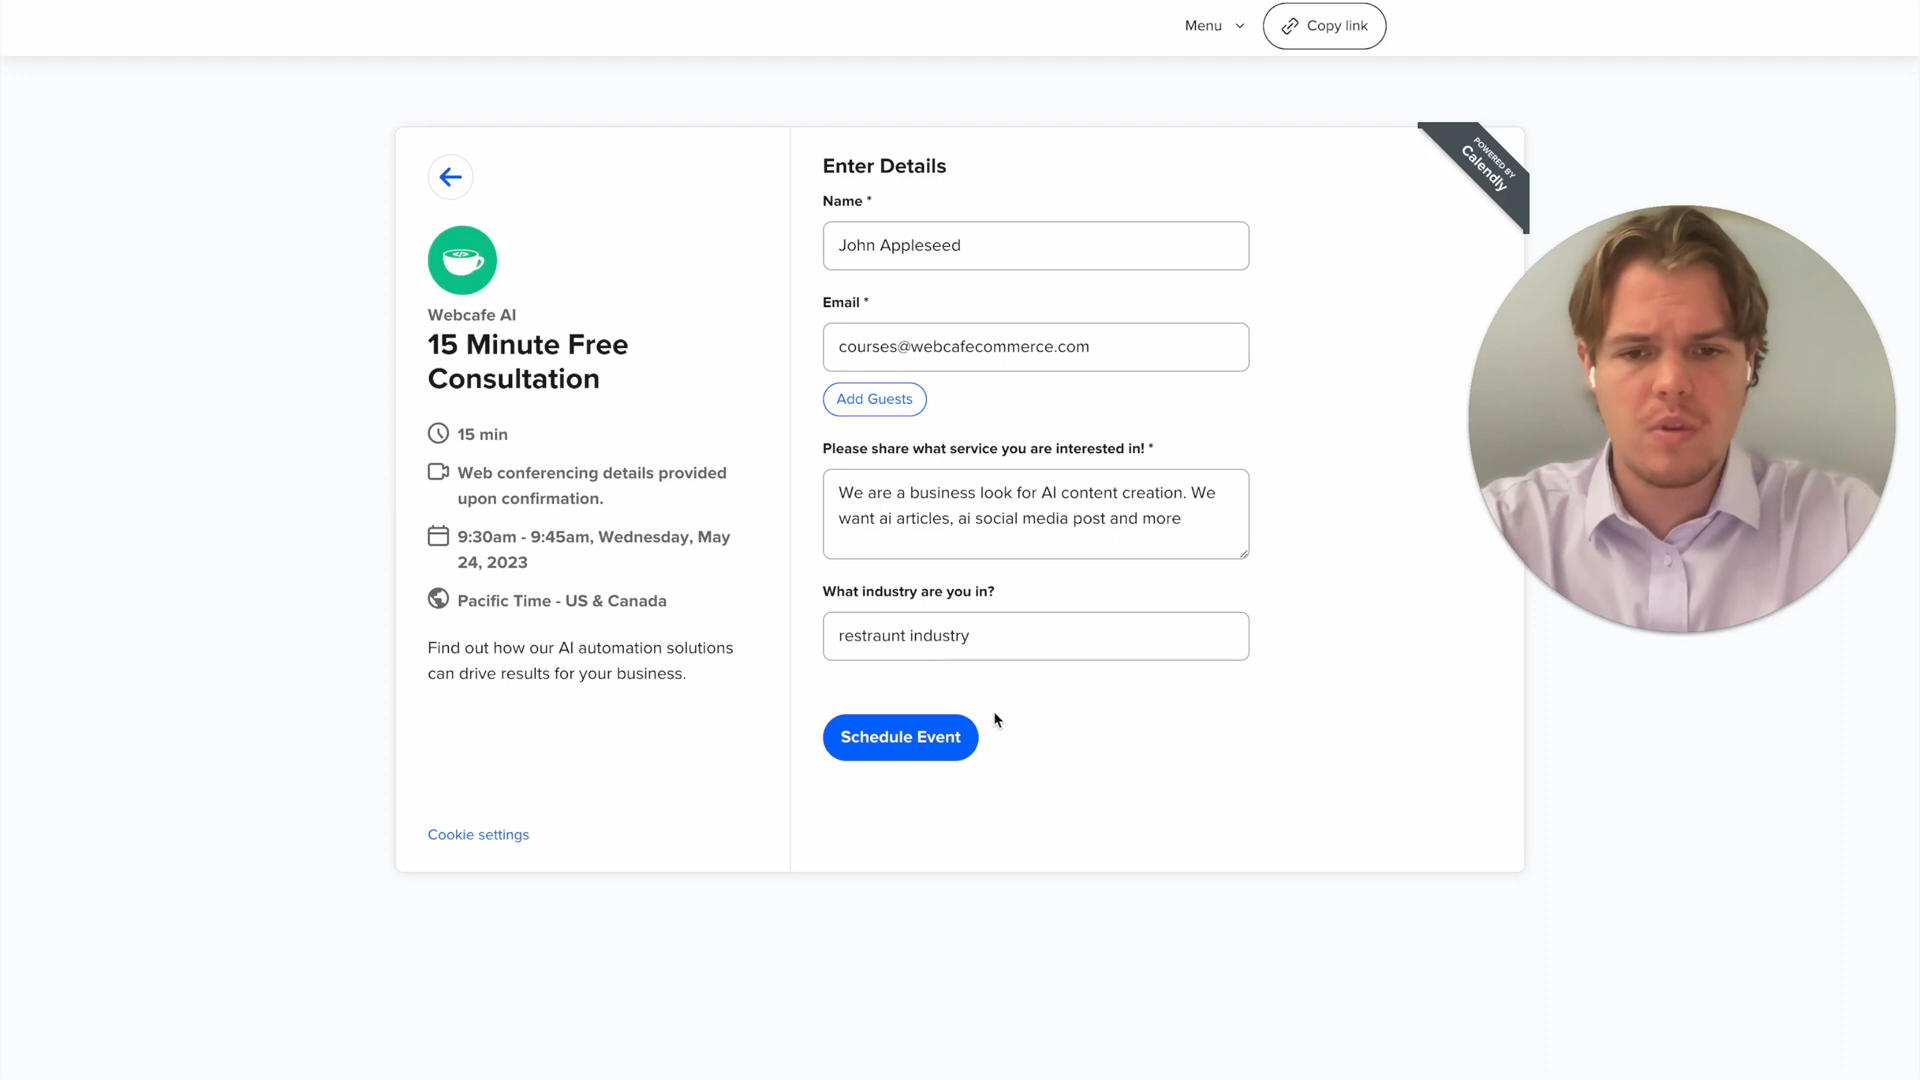 Menu
Copy link
POWERED BY
Calendly
Webcafe AI
15 Minute Free
Consultation
15 min
Web conferencing details provided
upon confirmation.
9:30am - 9:45am, Wednesday, May
24, 2023
Pacific Time - US & Canada
Find out how our AI automation solutions
can drive results for your business.
Cookie settings
Enter Details
Name *
John Appleseed
Email *
courses@webcafecommerce.com
Add Guests
Please share what service you are interested in! *
We are a business look for AI content creation. We
want ai articles, ai social media post and more
What industry are you in?
restraunt industry
Schedule Event